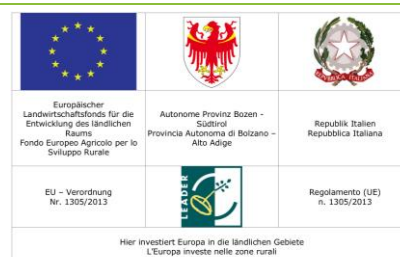 Europäischer
Landwirtschaftsfonds für die
Entwicklung des ländlichen
Raums
Fondo Europeo Agricolo per lo
Sviluppo Rurale
Autonome Provinz Bozen -
Südtirol
Provincia Autonoma di Bolzano –
Alto Adige
Republik Italien
Repubblica Italiana
EU – Verordnung
Nr. 1305/2013
LEADER
Regolamento (UE)
n. 1305/2013
Hier investiert Europa in die ländlichen Gebiete
L'Europa investe nelle zone rurali